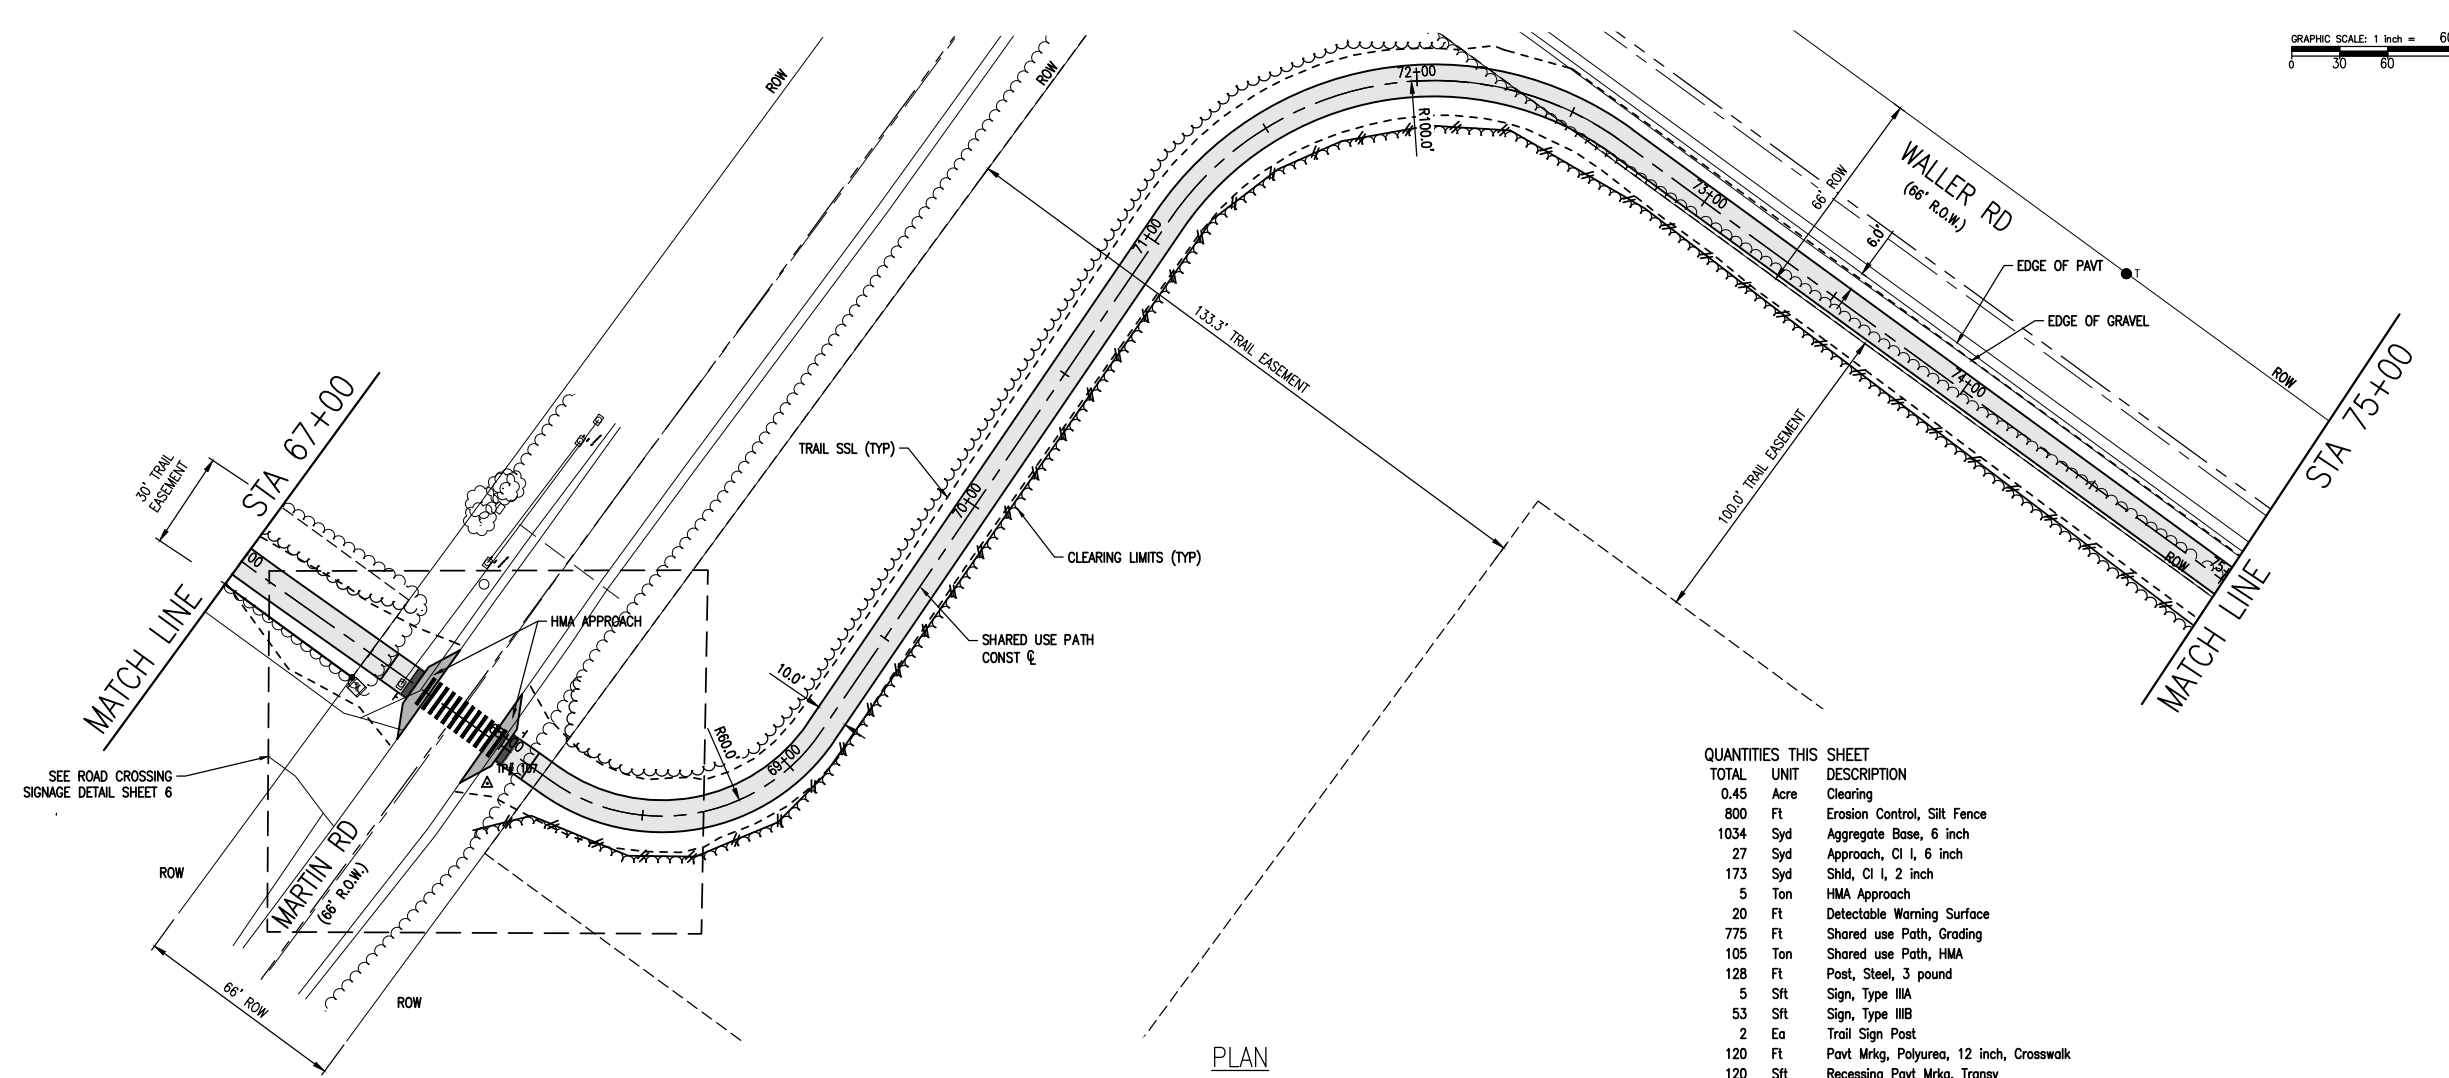 GRAPHIC SCALE: 1 inch =
0 30 60
ROW
ROW
72+00
R100.0'
WALLER RD
(66' R.O.W.)
66' ROW
73+00
6.0'
EDGE OF PAVT
T
EDGE OF GRAVEL
71+00
133.3' TRAIL EASEMENT
ROW
74+00
STA 75+00
STA 67+00
30' TRAIL
EASEMENT
TRAIL SSL (TYP)
100.0' TRAIL EASEMENT
70+00
CLEARING LIMITS (TYP)
00
ROW
MATCH LINE
MATCH LINE
HMA APPROACH
SHARED USE PATH
CONST ℄
10.0'
R60.0'
69+00
SEE ROAD CROSSING
SIGNAGE DETAIL SHEET 6
MARTIN RD
(66' R.O.W.)
ROW
66' ROW
ROW
PLAN
QUANTITIES THIS SHEET
TOTAL UNIT DESCRIPTION
0.45 Acre Clearing
800 Ft Erosion Control, Silt Fence
1034 Syd Aggregate Base, 6 inch
27 Syd Approach, Cl I, 6 inch
173 Syd Shld, Cl I, 2 inch
5 Ton HMA Approach
20 Ft Detectable Warning Surface
775 Ft Shared use Path, Grading
105 Ton Shared use Path, HMA
128 Ft Post, Steel, 3 pound
5 Sft Sign, Type IIIA
53 Sft Sign, Type IIIB
2 Ea Trail Sign Post
120 Ft Pavt Mrkg, Polyurea, 12 inch, Crosswalk
120 Sft Recessing Pavt Mrkg, Transv